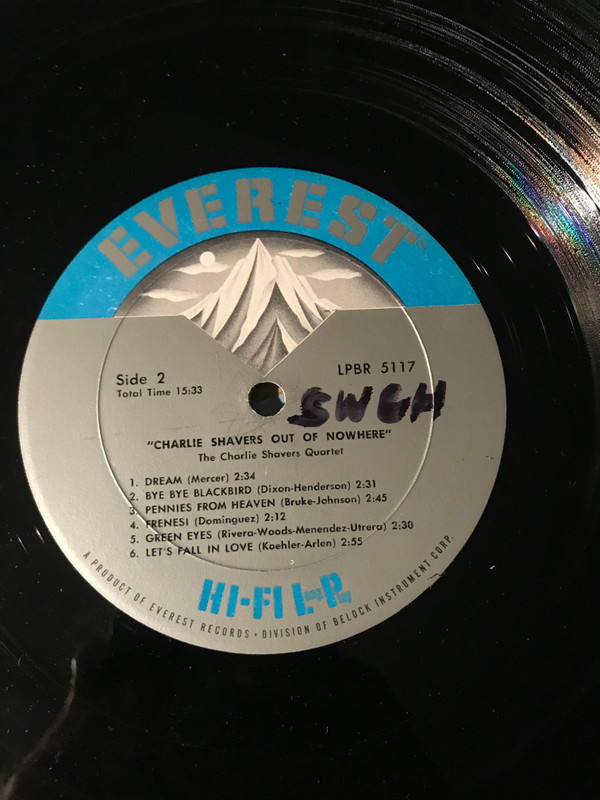 EVEREST
Side 2
Total Time 15:33
LPBR 5117
SWGH
"CHARLIE SHAVERS OUT OF NOWHERE"
The Charlie Shavers Quartet
1. DREAM (Mercer) 2:34
2. BYE BYE BLACKBIRD (Dixon-Henderson) 2:31
3. PENNIES FROM HEAVEN (Bruke-Johnson) 2:45
4. FRENESI (Dominguez) 2:12
5. GREEN EYES (Rivera-Woods-Menendez-Utrera) 2:30
6. LET'S FALL IN LOVE (Koehler-Arlen) 2:55
HI-FI Long Play
A PRODUCT OF EVEREST RECORDS • DIVISION OF BELOCK INSTRUMENT CORP.